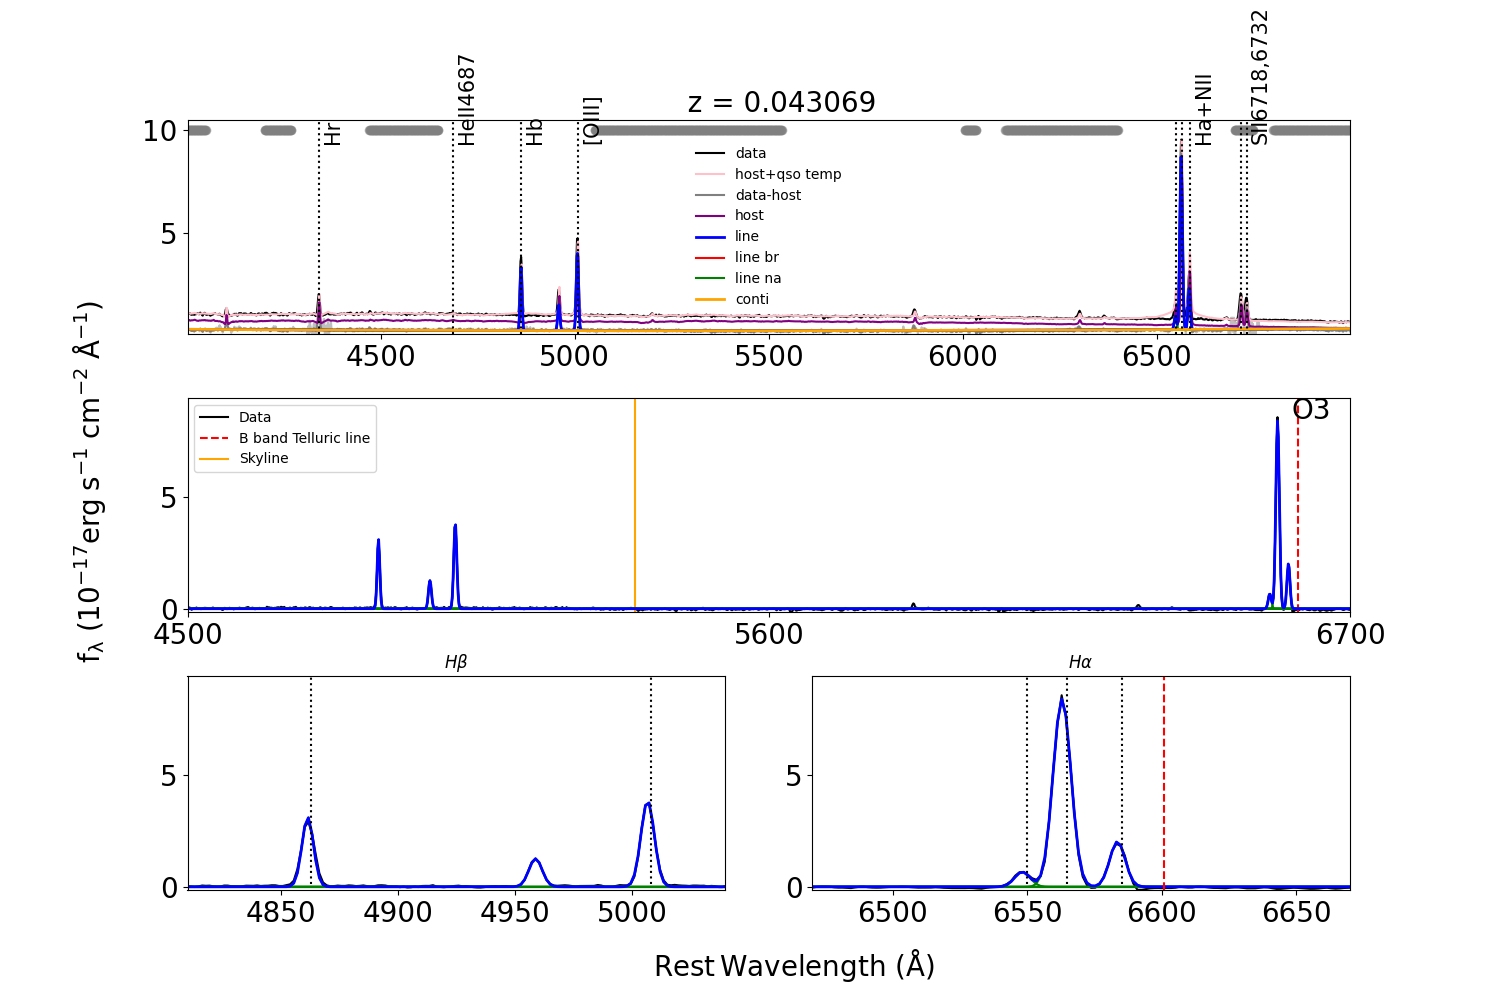 z = 0.043069
Hr
HeII4687
Hb
[OIII]
Ha+NII
SII6718,6732
10
5
data
host+qso temp
data-host
host
line
line br
line na
conti
4500
5000
5500
6000
6500
fλ (10⁻¹⁷erg s⁻¹ cm⁻² Å⁻¹)
Data
B band Telluric line
Skyline
O3
5
0
4500
5600
6700
Hβ
5
0
4850
4900
4950
5000
Hα
5
0
6500
6550
6600
6650
Rest Wavelength (Å)